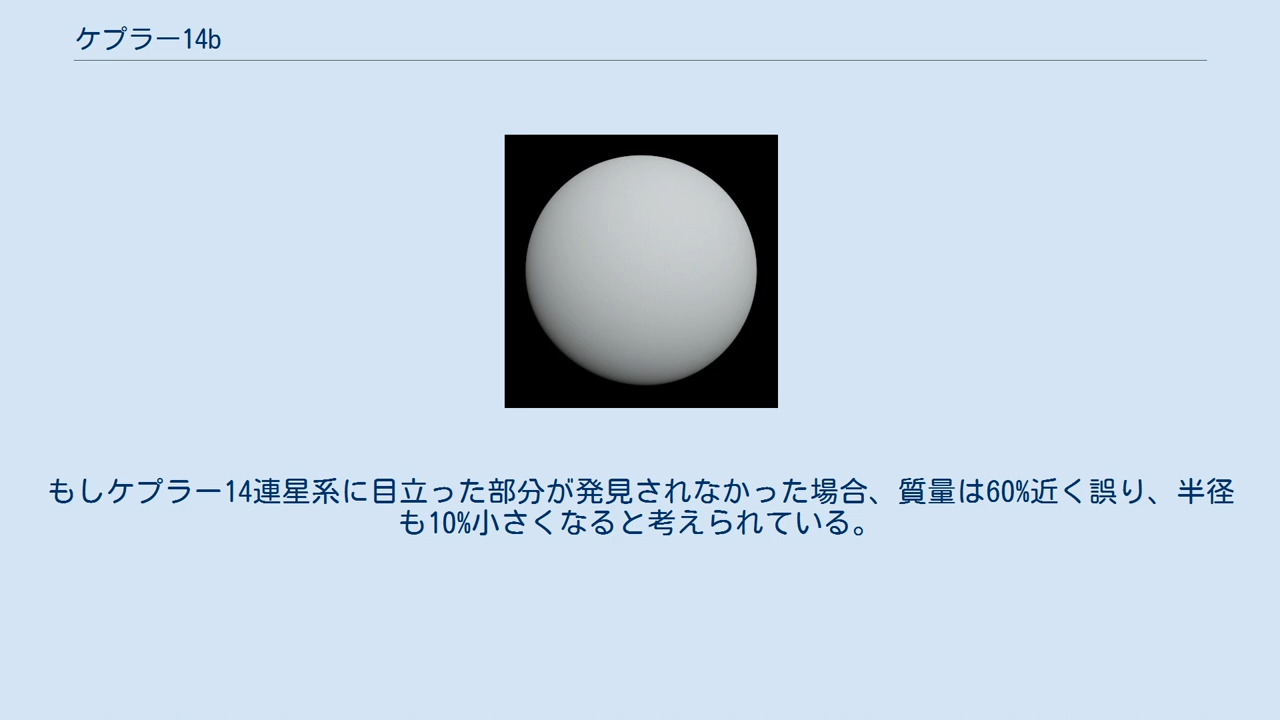 ケプラー14b
もしケプラー14連星系に目立った部分が発見されなかった場合、質量は60%近く誤り、半径
も10%小さくなると考えられている。